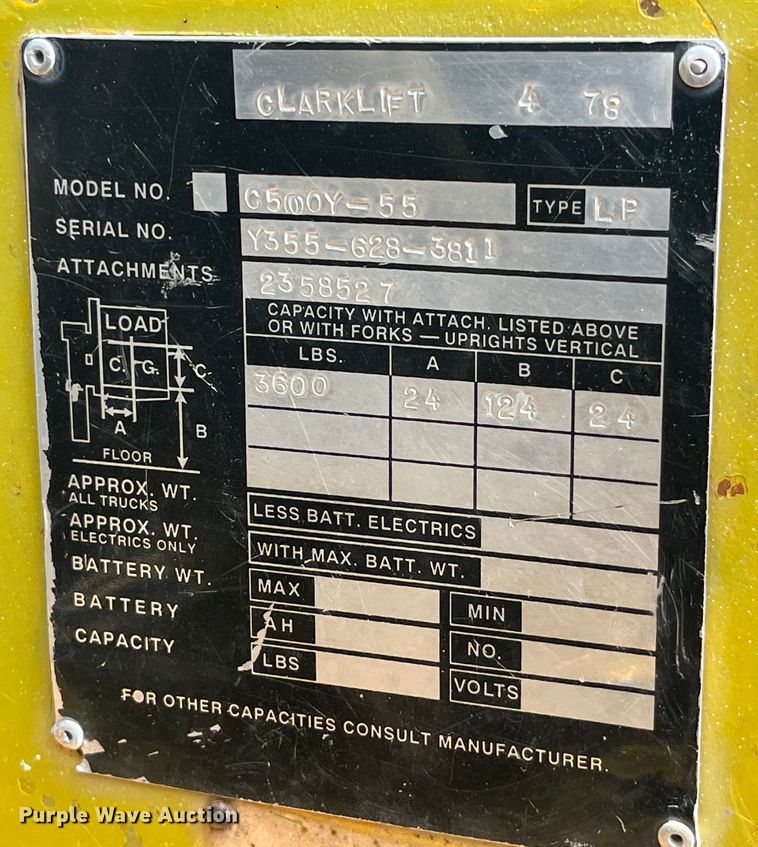 CLARKLIFT 4 78
MODEL NO. C500Y-55 TYPE LP
SERIAL NO. Y355-628-3811
ATTACHMENTS 2358527
CAPACITY WITH ATTACH. LISTED ABOVE
OR WITH FORKS — UPRIGHTS VERTICAL
LBS. A B C
3600 24 124 24
LOAD
C. G. C
A B
FLOOR
APPROX. WT.
ALL TRUCKS
LESS BATT. ELECTRICS
APPROX. WT.
ELECTRICS ONLY
WITH MAX. BATT. WT.
BATTERY WT. MAX MIN
BATTERY AH NO.
CAPACITY LBS VOLTS
FOR OTHER CAPACITIES CONSULT MANUFACTURER.
Purple Wave Auction